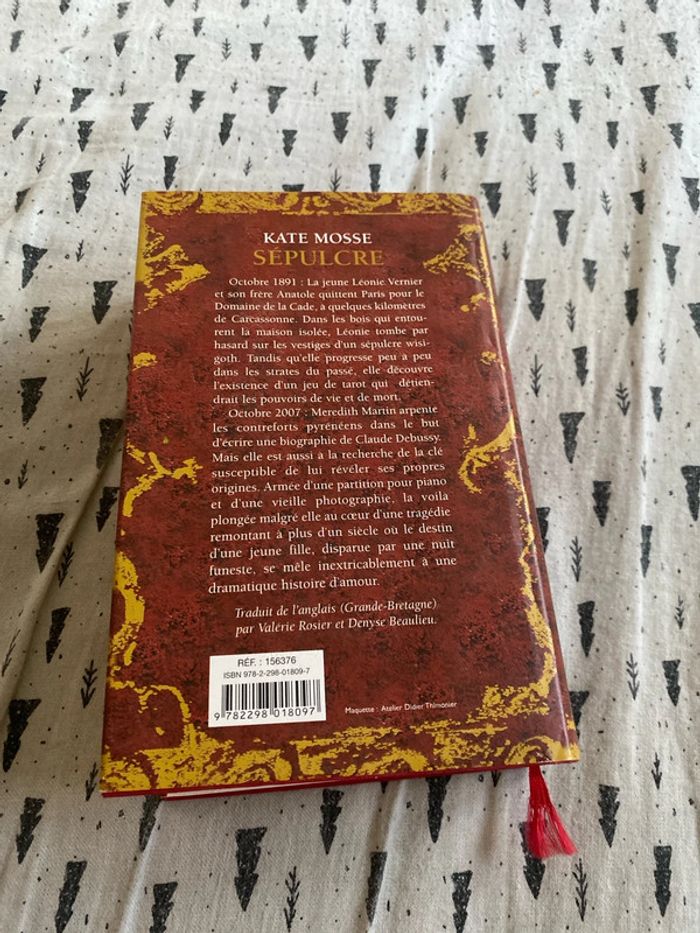 KATE MOSSE
SÉPULCRE
Octobre 1891 : La jeune Léonie Vernier
et son frère Anatole quittent Paris pour le
Domaine de la Cade, à quelques kilomètres
de Carcassonne. Dans les bois qui entou-
rent la maison isolée, Léonie tombe par
hasard sur les vestiges d'un sépulcre wisi-
goth. Tandis qu'elle progresse peu à peu
dans les strates du passé, elle découvre
l'existence d'un jeu de tarot qui détien-
drait les pouvoirs de vie et de mort.
Octobre 2007 : Meredith Martin arpente
les contreforts pyrénéens dans le but
d'écrire une biographie de Claude Debussy.
Mais elle est aussi à la recherche de la clé
susceptible de lui révéler ses propres
origines. Armée d'une partition pour piano
et d'une vieille photographie, la voilà
plongée malgré elle au cœur d'une tragédie
remontant à plus d'un siècle où le destin
d'une jeune fille, disparue par une nuit
funeste, se mêle inextricablement à une
dramatique histoire d'amour.
Traduit de l'anglais (Grande-Bretagne)
par Valérie Rosier et Denyse Beaulieu.
RÉF. : 156376
ISBN 978-2-298-01809-7
9 782298 018097
Maquette : Atelier Didier Thimonier